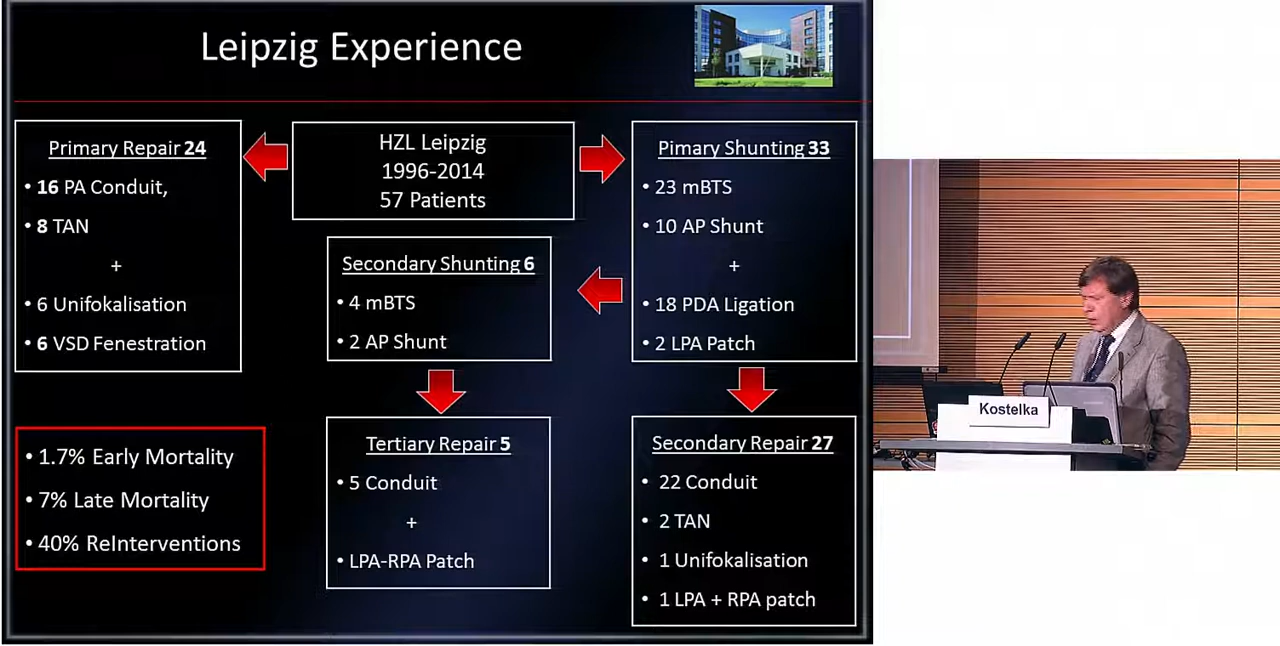 Leipzig Experience
HZL Leipzig
1996-2014
57 Patients
Primary Repair 24
• 16 PA Conduit,
• 8 TAN
+
• 6 Unifokalisation
• 6 VSD Fenestration
Pimary Shunting 33
• 23 mBTS
• 10 AP Shunt
+
• 18 PDA Ligation
• 2 LPA Patch
Secondary Shunting 6
• 4 mBTS
• 2 AP Shunt
Tertiary Repair 5
• 5 Conduit
+
• LPA-RPA Patch
Secondary Repair 27
• 22 Conduit
• 2 TAN
• 1 Unifokalisation
• 1 LPA + RPA patch
• 1.7% Early Mortality
• 7% Late Mortality
• 40% ReInterventions
Kostelka